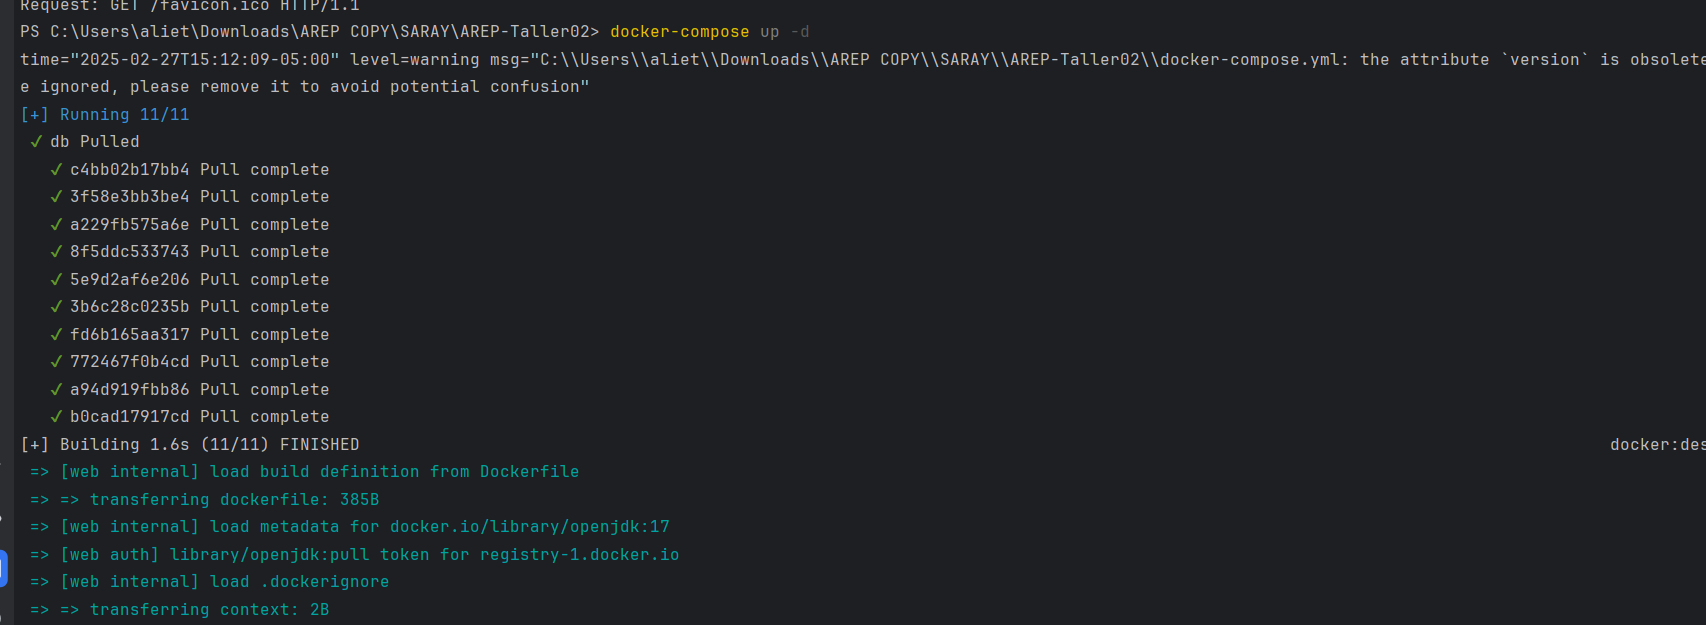 Request: GET /favicon.ico HTTP/1.1
PS C:\Users\aliet\Downloads\AREP COPY\SARAY\AREP-Taller02> docker-compose up -d
time="2025-02-27T15:12:09-05:00" level=warning msg="C:\\Users\\aliet\\Downloads\\AREP COPY\\SARAY\\AREP-Taller02\\docker-compose.yml: the attribute `version` is obsolete
e ignored, please remove it to avoid potential confusion"
[+] Running 11/11
✓ db Pulled
✓ c4bb02b17bb4 Pull complete
✓ 3f58e3bb3be4 Pull complete
✓ a229fb575a6e Pull complete
✓ 8f5ddc533743 Pull complete
✓ 5e9d2af6e206 Pull complete
✓ 3b6c28c0235b Pull complete
✓ fd6b165aa317 Pull complete
✓ 772467f0b4cd Pull complete
✓ a94d919fbb86 Pull complete
✓ b0cad17917cd Pull complete
[+] Building 1.6s (11/11) FINISHED docker:des
=> [web internal] load build definition from Dockerfile
=> => transferring dockerfile: 385B
=> [web internal] load metadata for docker.io/library/openjdk:17
=> [web auth] library/openjdk:pull token for registry-1.docker.io
=> [web internal] load .dockerignore
=> => transferring context: 2B